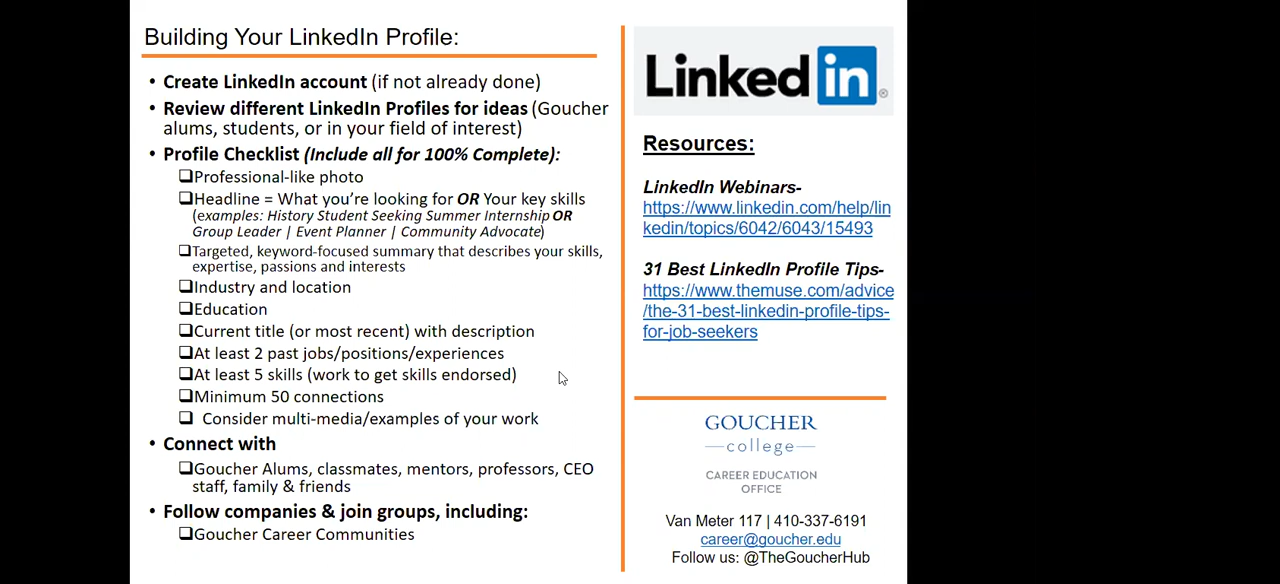 Building Your LinkedIn Profile:
• Create LinkedIn account (if not already done)
• Review different LinkedIn Profiles for ideas (Goucher
alums, students, or in your field of interest)
• Profile Checklist (Include all for 100% Complete):
❑Professional-like photo
❑Headline = What you’re looking for OR Your key skills
(examples: History Student Seeking Summer Internship OR
Group Leader | Event Planner | Community Advocate)
❑Targeted, keyword-focused summary that describes your skills,
expertise, passions and interests
❑Industry and location
❑Education
❑Current title (or most recent) with description
❑At least 2 past jobs/positions/experiences
❑At least 5 skills (work to get skills endorsed)
❑Minimum 50 connections
❑ Consider multi-media/examples of your work
• Connect with
❑Goucher Alums, classmates, mentors, professors, CEO
staff, family & friends
• Follow companies & join groups, including:
❑Goucher Career Communities
Linked in ®
Resources:
LinkedIn Webinars-
https://www.linkedin.com/help/lin
kedin/topics/6042/6043/15493
31 Best LinkedIn Profile Tips-
https://www.themuse.com/advice
/the-31-best-linkedin-profile-tips-
for-job-seekers
GOUCHER
—college—
CAREER EDUCATION
OFFICE
Van Meter 117 | 410-337-6191
career@goucher.edu
Follow us: @TheGoucherHub